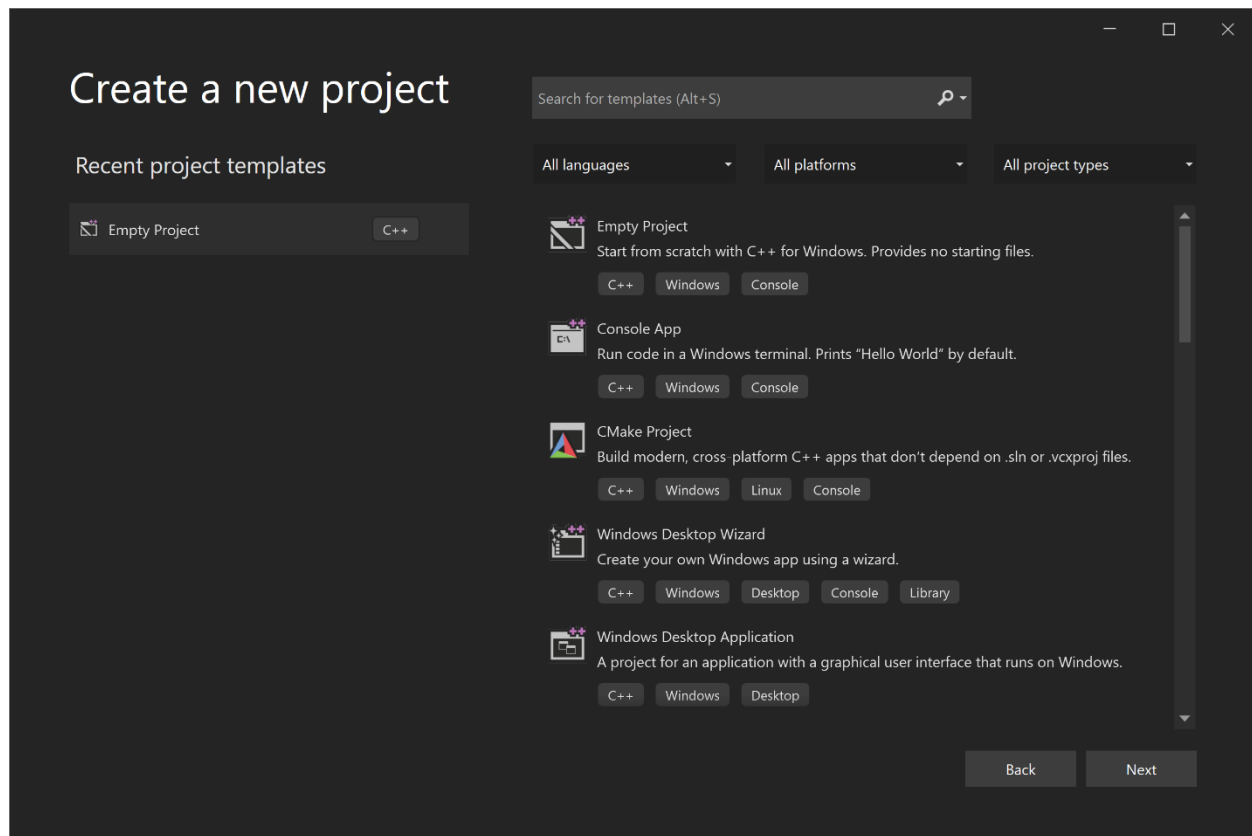 Create a new project
Search for templates (Alt+S)
Recent project templates
All languages
All platforms
All project types
Empty Project
C++
Empty Project
Start from scratch with C++ for Windows. Provides no starting files.
C++ Windows Console
C:\
Console App
Run code in a Windows terminal. Prints “Hello World” by default.
C++ Windows Console
CMake Project
Build modern, cross-platform C++ apps that don’t depend on .sln or .vcxproj files.
C++ Windows Linux Console
Windows Desktop Wizard
Create your own Windows app using a wizard.
C++ Windows Desktop Console Library
Windows Desktop Application
A project for an application with a graphical user interface that runs on Windows.
C++ Windows Desktop
Back
Next